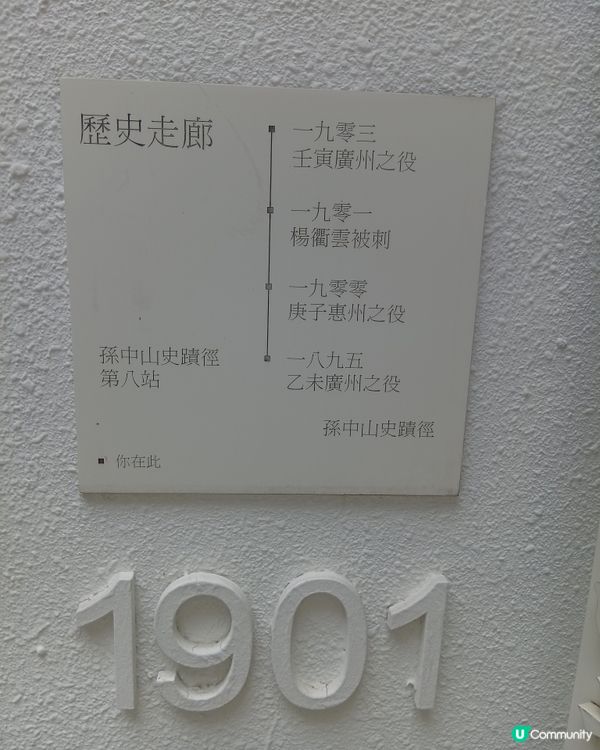 歷史走廊
一九零三
壬寅廣州之役
一九零一
楊衢雲被刺
一九零零
庚子惠州之役
一八九五
乙未廣州之役
孫中山史蹟徑
第八站
孫中山史蹟徑
你在此
1901
U Community